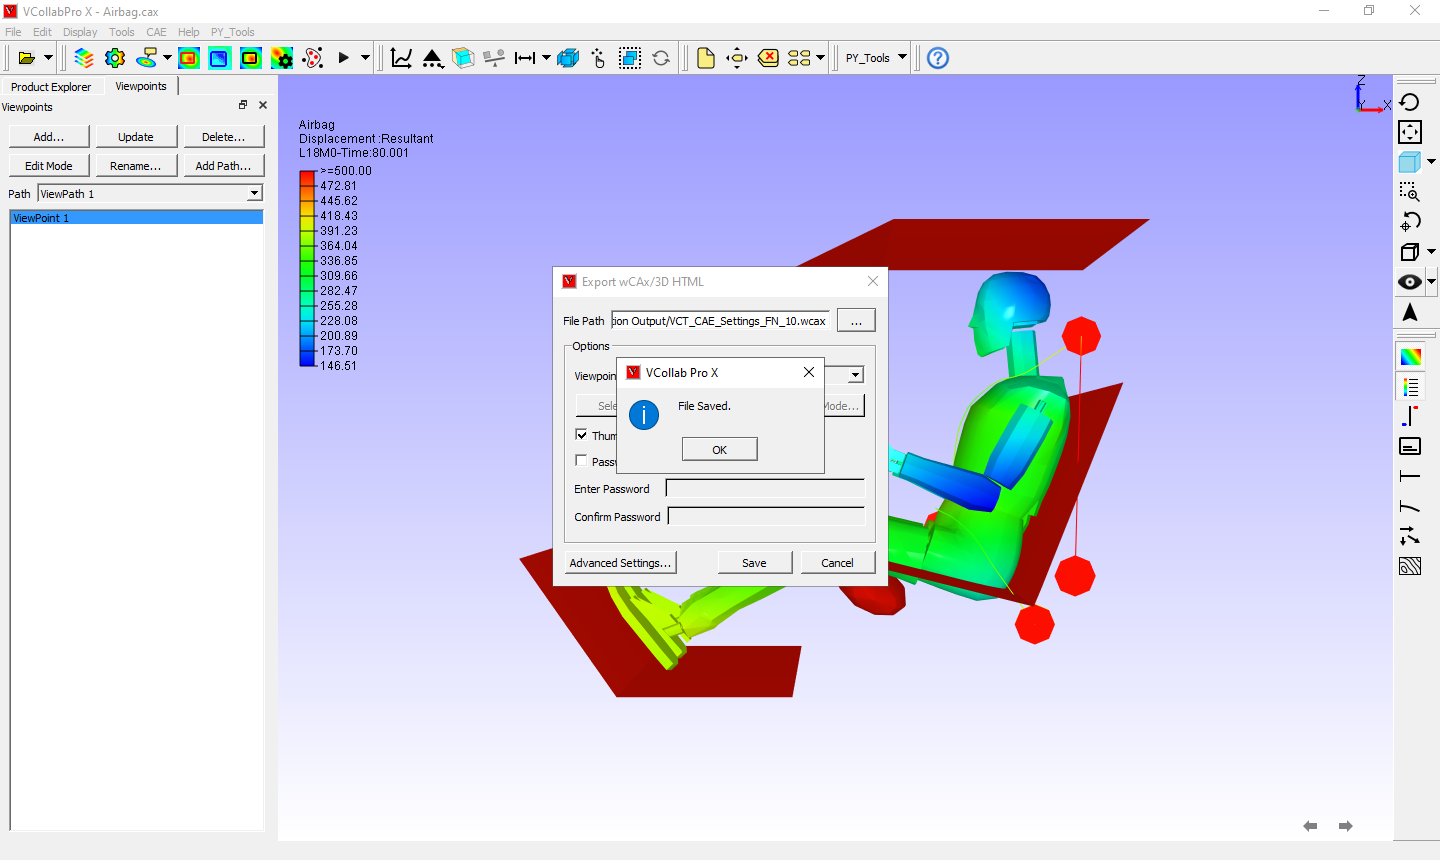 VCollabPro X - Airbag.cax
File Edit Display Tools CAE Help PY_Tools
PY_Tools
Product Explorer Viewpoints
Viewpoints
Add... Update Delete...
Edit Mode Rename... Add Path...
Path ViewPath 1
ViewPoint 1
Airbag
Displacement :Resultant
L18M0-Time:80.001
>=500.00
472.81
445.62
418.43
391.23
364.04
336.85
309.66
282.47
255.28
228.08
200.89
173.70
146.51
Z
Y X
Export wCAx/3D HTML
File Path tion Output/VCT_CAE_Settings_FN_10.wcax ...
Options
Viewpoin
Sele Mode...
Thum
Passw
VCollab Pro X
File Saved.
OK
Enter Password
Confirm Password
Advanced Settings... Save Cancel